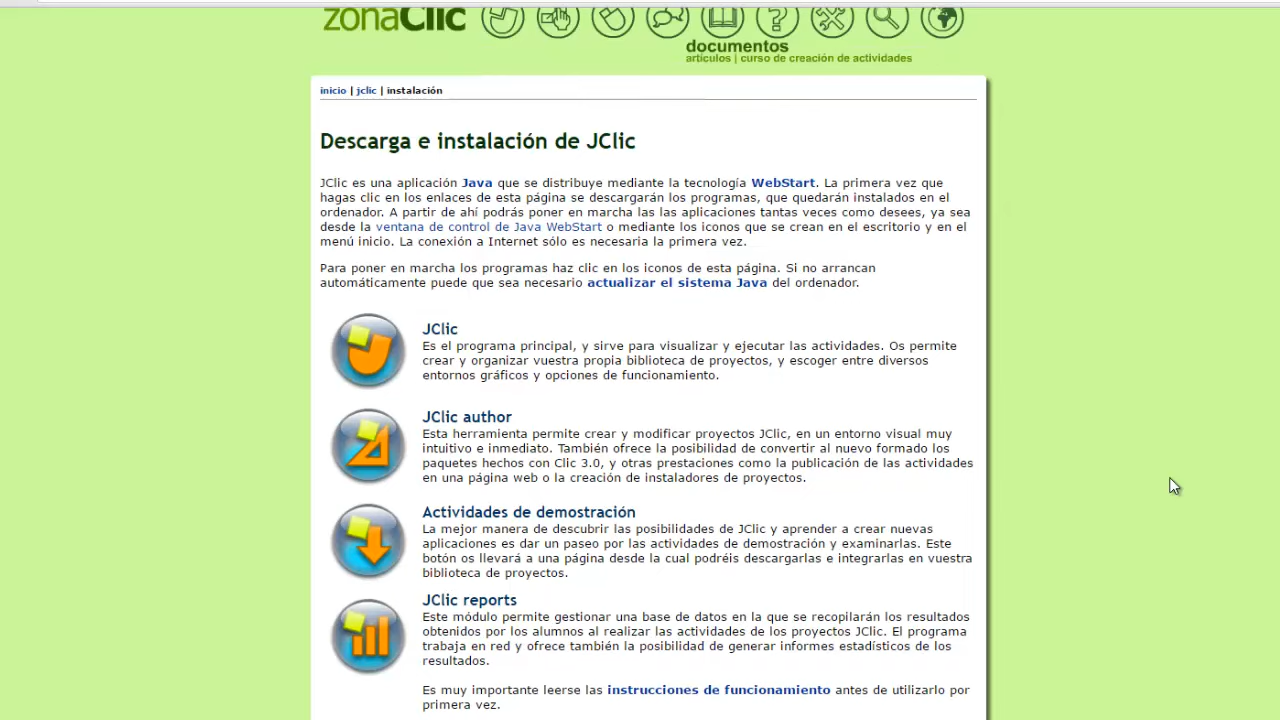 zonaClic
documentos
artículos | curso de creación de actividades
inicio | jclic | instalación
Descarga e instalación de JClic
JClic es una aplicación Java que se distribuye mediante la tecnología WebStart. La primera vez que
hagas clic en los enlaces de esta página se descargarán los programas, que quedarán instalados en el
ordenador. A partir de ahí podrás poner en marcha las las aplicaciones tantas veces como desees, ya sea
desde la ventana de control de Java WebStart o mediante los iconos que se crean en el escritorio y en el
menú inicio. La conexión a Internet sólo es necesaria la primera vez.
Para poner en marcha los programas haz clic en los iconos de esta página. Si no arrancan
automáticamente puede que sea necesario actualizar el sistema Java del ordenador.
JClic
Es el programa principal, y sirve para visualizar y ejecutar las actividades. Os permite
crear y organizar vuestra propia biblioteca de proyectos, y escoger entre diversos
entornos gráficos y opciones de funcionamiento.
JClic author
Esta herramienta permite crear y modificar proyectos JClic, en un entorno visual muy
intuitivo e inmediato. También ofrece la posibilidad de convertir al nuevo formado los
paquetes hechos con Clic 3.0, y otras prestaciones como la publicación de las actividades
en una página web o la creación de instaladores de proyectos.
Actividades de demostración
La mejor manera de descubrir las posibilidades de JClic y aprender a crear nuevas
aplicaciones es dar un paseo por las actividades de demostración y examinarlas. Este
botón os llevará a una página desde la cual podréis descargarlas e integrarlas en vuestra
biblioteca de proyectos.
JClic reports
Este módulo permite gestionar una base de datos en la que se recopilarán los resultados
obtenidos por los alumnos al realizar las actividades de los proyectos JClic. El programa
trabaja en red y ofrece también la posibilidad de generar informes estadísticos de los
resultados.
Es muy importante leerse las instrucciones de funcionamiento antes de utilizarlo por
primera vez.